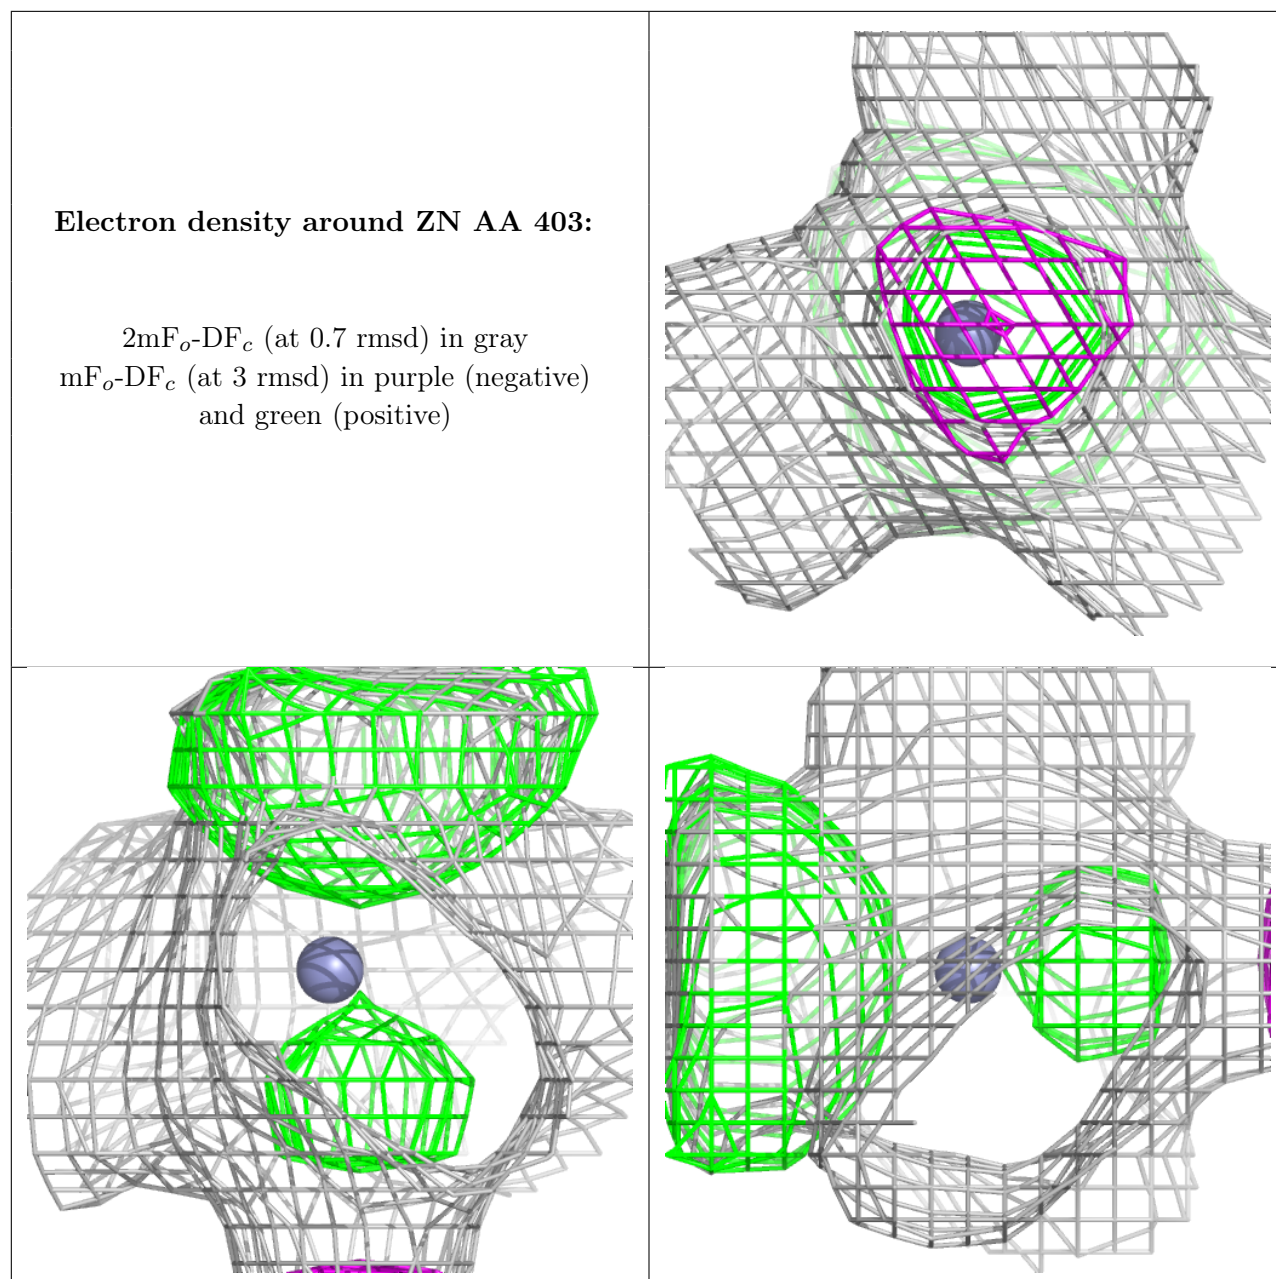 Electron density around ZN AA 403:
2mFo-DFc (at 0.7 rmsd) in gray
mFo-DFc (at 3 rmsd) in purple (negative)
and green (positive)